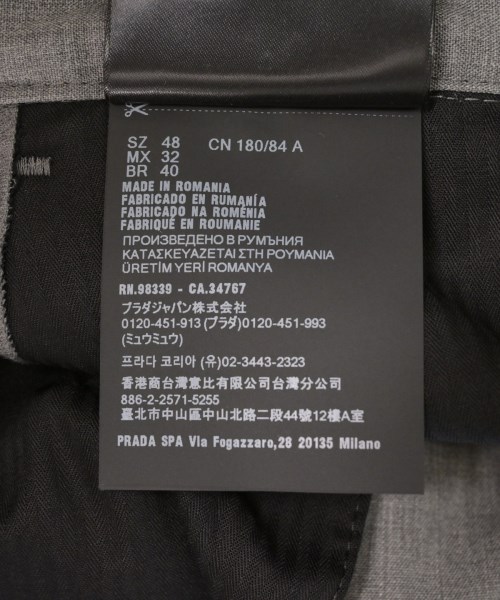 SZ 48 CN 180/84 A
MX 32
BR 40
MADE IN ROMANIA
FABRICADO EN RUMANÍA
FABRICADO NA ROMÉNIA
FABRIQUÉ EN ROUMANIE
ПРОИЗВЕДЕНО В РУМЪНИЯ
ΚΑΤΑΣΚΕΥΑΖΕΤΑΙ ΣΤΗ ΡΟΥΜΑΝΙΑ
ÜRETİM YERİ ROMANYA
RN.98339 - CA.34767
プラダジャパン株式会社
0120-451-913 (プラダ)0120-451-993
(ミュウミュウ)
프라다 코리아 (유)02-3443-2323
香港商台灣惠比有限公司台灣分公司
886-2-2571-5255
臺北市中山區中山北路二段44號12樓A室
PRADA SPA Via Fogazzaro,28 20135 Milano